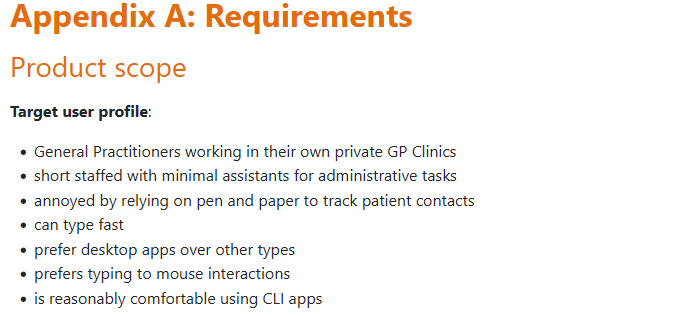 Appendix A: Requirements
Product scope
Target user profile:
• General Practitioners working in their own private GP Clinics
• short staffed with minimal assistants for administrative tasks
• annoyed by relying on pen and paper to track patient contacts
• can type fast
• prefer desktop apps over other types
• prefers typing to mouse interactions
• is reasonably comfortable using CLI apps